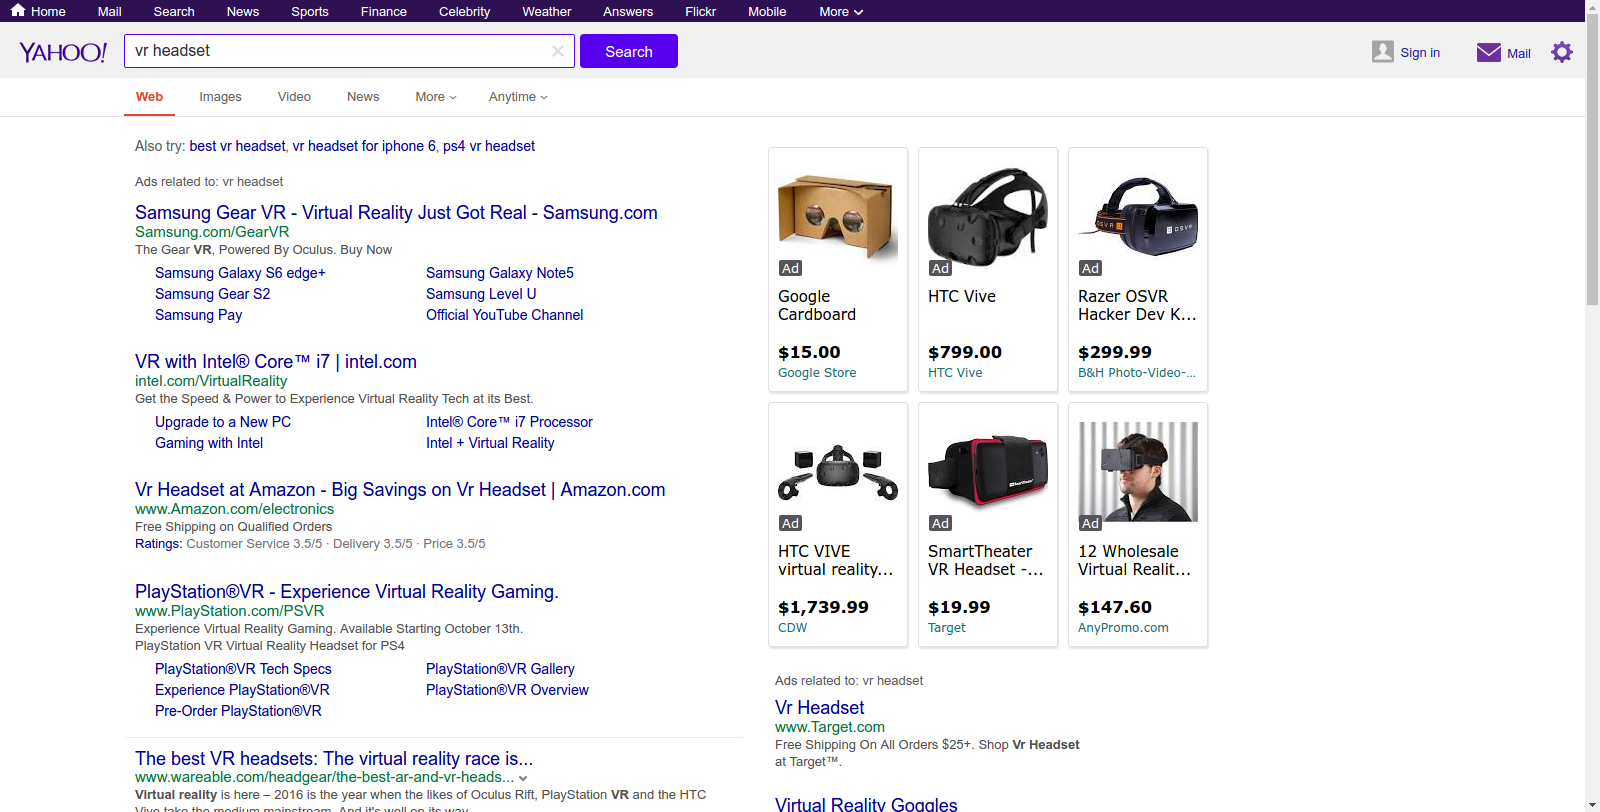 Home Mail Search News Sports Finance Celebrity Weather Answers Flickr Mobile More
YAHOO! vr headset Search Sign in Mail
Web Images Video News More Anytime
Also try: best vr headset, vr headset for iphone 6, ps4 vr headset
Ads related to: vr headset
Samsung Gear VR - Virtual Reality Just Got Real - Samsung.com
Samsung.com/GearVR
The Gear VR, Powered By Oculus. Buy Now
Samsung Galaxy S6 edge+ Samsung Galaxy Note5
Samsung Gear S2 Samsung Level U
Samsung Pay Official YouTube Channel
VR with Intel® Core™ i7 | intel.com
intel.com/VirtualReality
Get the Speed & Power to Experience Virtual Reality Tech at its Best.
Upgrade to a New PC Intel® Core™ i7 Processor
Gaming with Intel Intel + Virtual Reality
Vr Headset at Amazon - Big Savings on Vr Headset | Amazon.com
www.Amazon.com/electronics
Free Shipping on Qualified Orders
Ratings: Customer Service 3.5/5 · Delivery 3.5/5 · Price 3.5/5
PlayStation®VR - Experience Virtual Reality Gaming.
www.PlayStation.com/PSVR
Experience Virtual Reality Gaming. Available Starting October 13th.
PlayStation VR Virtual Reality Headset for PS4
PlayStation®VR Tech Specs PlayStation®VR Gallery
Experience PlayStation®VR PlayStation®VR Overview
Pre-Order PlayStation®VR
The best VR headsets: The virtual reality race is...
www.wareable.com/headgear/the-best-ar-and-vr-heads...
Virtual reality is here – 2016 is the year when the likes of Oculus Rift, PlayStation VR and the HTC
Vive take the medium mainstream. And it's well on its way
Ad
Google
Cardboard
$15.00
Google Store
Ad
HTC Vive
$799.00
HTC Vive
OSVR
OSVR
Ad
Razer OSVR
Hacker Dev K...
$299.99
B&H Photo-Video-...
Ad
HTC VIVE
virtual reality...
$1,739.99
CDW
SmartTheater
Ad
SmartTheater
VR Headset -...
$19.99
Target
Ad
12 Wholesale
Virtual Realit...
$147.60
AnyPromo.com
Ads related to: vr headset
Vr Headset
www.Target.com
Free Shipping On All Orders $25+. Shop Vr Headset
at Target™.
Virtual Reality Goggles